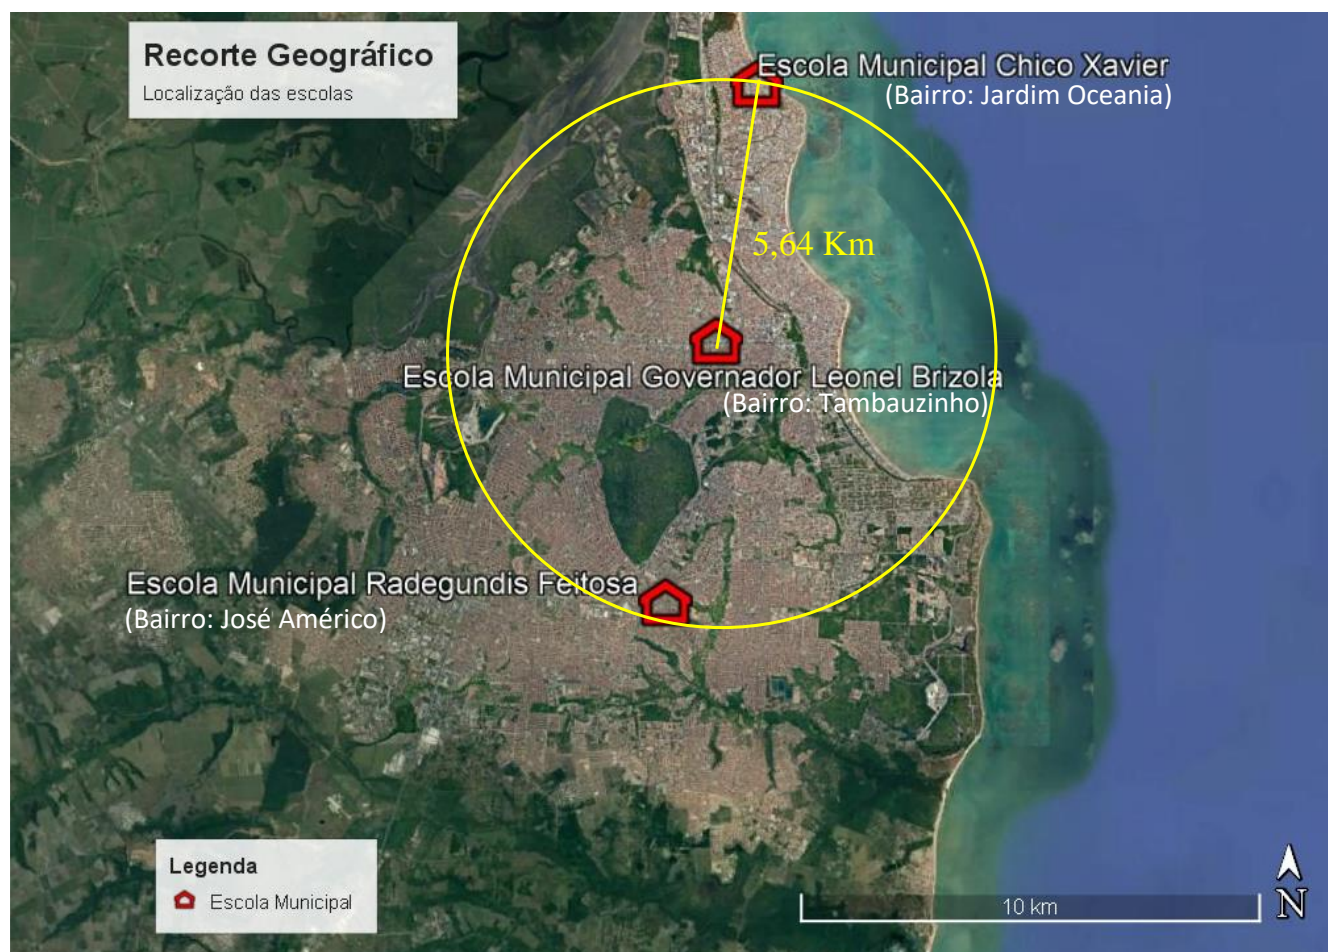 Recorte Geográfico
Localização das escolas
Escola Municipal Chico Xavier
(Bairro: Jardim Oceania)
5,64 Km
Escola Municipal Governador Leonel Brizola
(Bairro: Tambauzinho)
Escola Municipal Radegundis Feitosa
(Bairro: José Américo)
Legenda
Escola Municipal
10 km
N